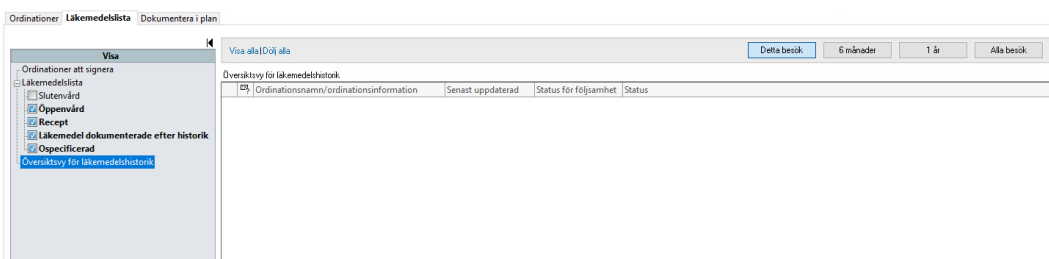 Ordinationer Läkemedelslista Dokumentera i plan
Visa
Ordinationer att signera
Läkemedelslista
Slutenvård
Öppenvård
Recept
Läkemedel dokumenterade efter historik
Ospecificerad
Översiktsvy för läkemedelshistorik
Visa alla|Dölj alla
Detta besök 6 månader 1 år Alla besök
Översiktsvy för läkemedelshistorik
Ordinationsnamn/ordinationsinformation Senast uppdaterad Status för följsamhet Status